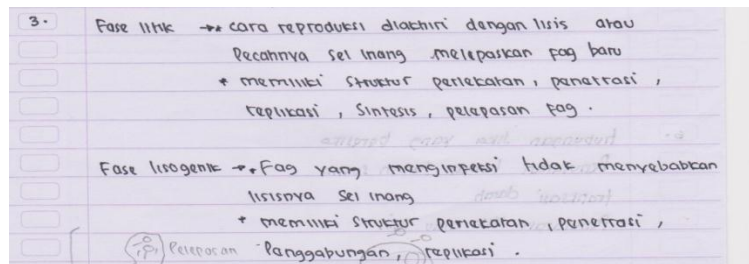 3. Fase litik → • cara reproduksi diakhiri dengan lisis atau
Pecahnya sel inang melepaskan fag baru
* memiliki struktur perlekatan, penetrasi,
replikasi, sintesis, pelepasan fag.
Fase lisogenik → • Fag yang menginfeksi tidak menyebabkan
lisisnya sel inang
* memiliki struktur perlekatan, penetrasi,
Pelepasan Panggabungan, replikasi.